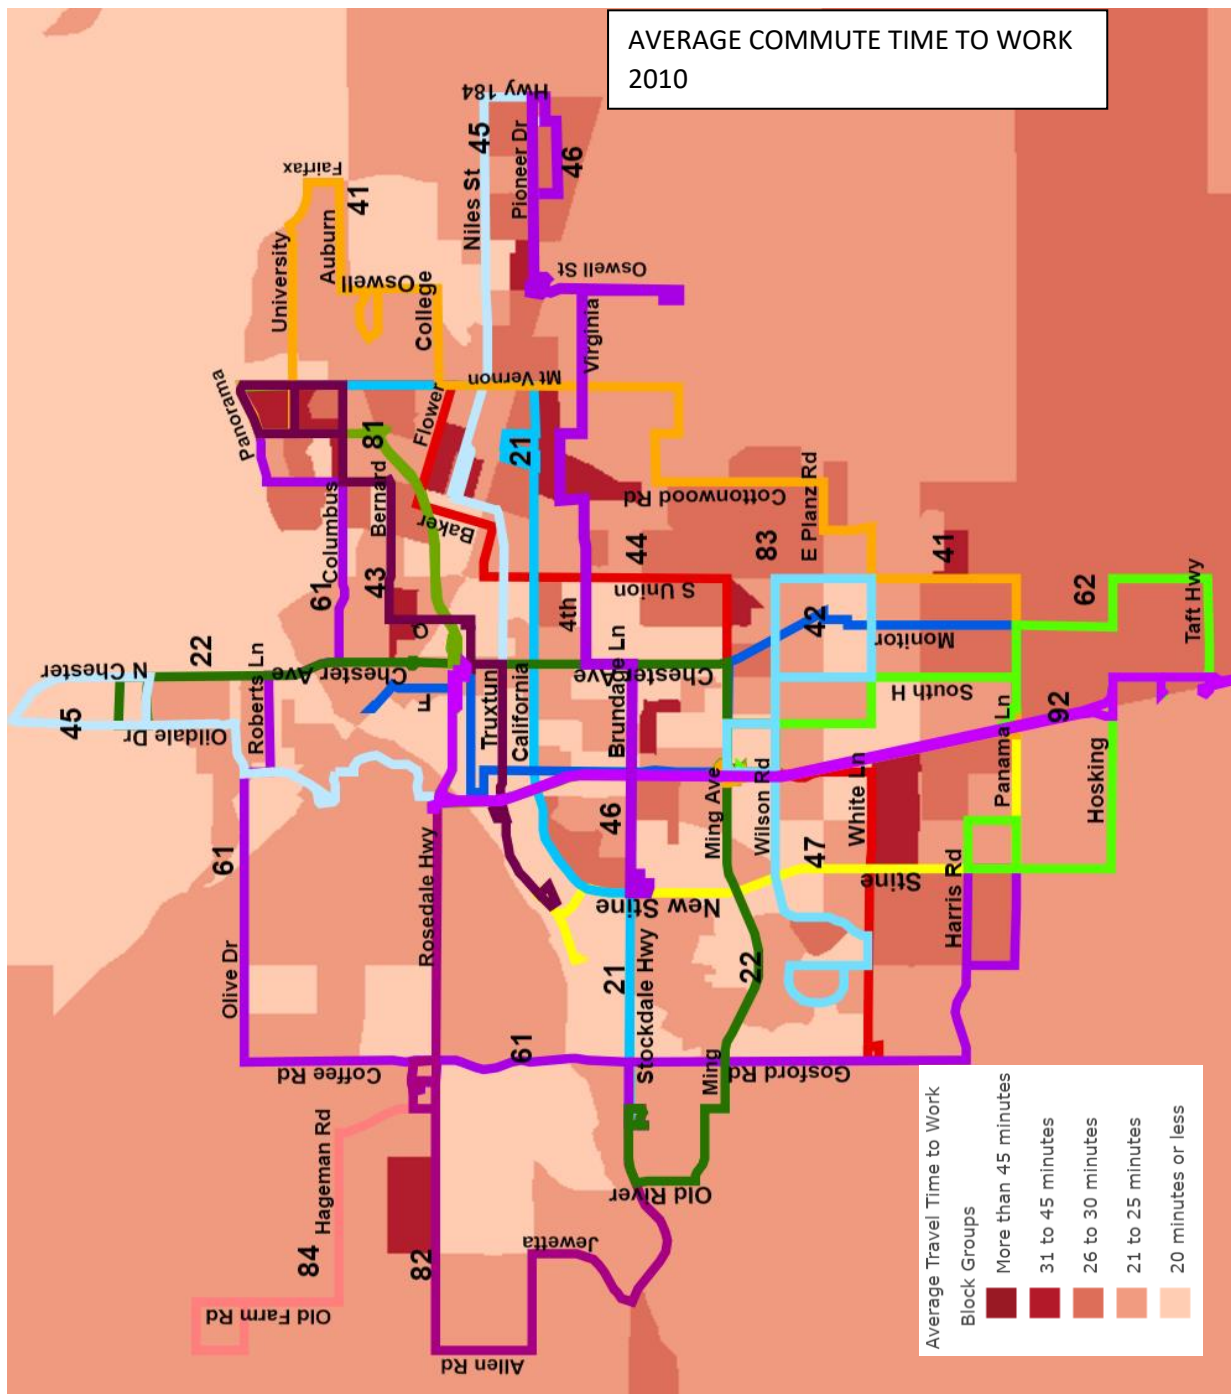 AVERAGE COMMUTE TIME TO WORK
2010
Hwy 184
Niles St
45
Pioneer Dr
46
Fairfax
41
Auburn
University
Oswell
College
Oswell St
Virginia
Mt Vernon
Panorama
Flower
81
21
Columbus
Bernard
Baker
Cottonwood Rd
E Planz Rd
61
43
44
83
41
62
S Union
4th
42
Monitor
Taft Hwy
22
N Chester
Roberts Ln
Chester Ave
Q
F
Truxtun
California
Chester Ave
Brundage Ln
South H
45
Oildale Dr
Panama Ln
92
61
Rosedale Hwy
46
Ming Ave
Wilson Rd
White Ln
47
Hosking
Stine
New Stine
Harris Rd
Olive Dr
21
Stockdale Hwy
22
Coffee Rd
61
Ming
Gosford Rd
Hageman Rd
84
82
Old River
Jewetta
Old Farm Rd
Allen Rd
Average Travel Time to Work
Block Groups
More than 45 minutes
31 to 45 minutes
26 to 30 minutes
21 to 25 minutes
20 minutes or less